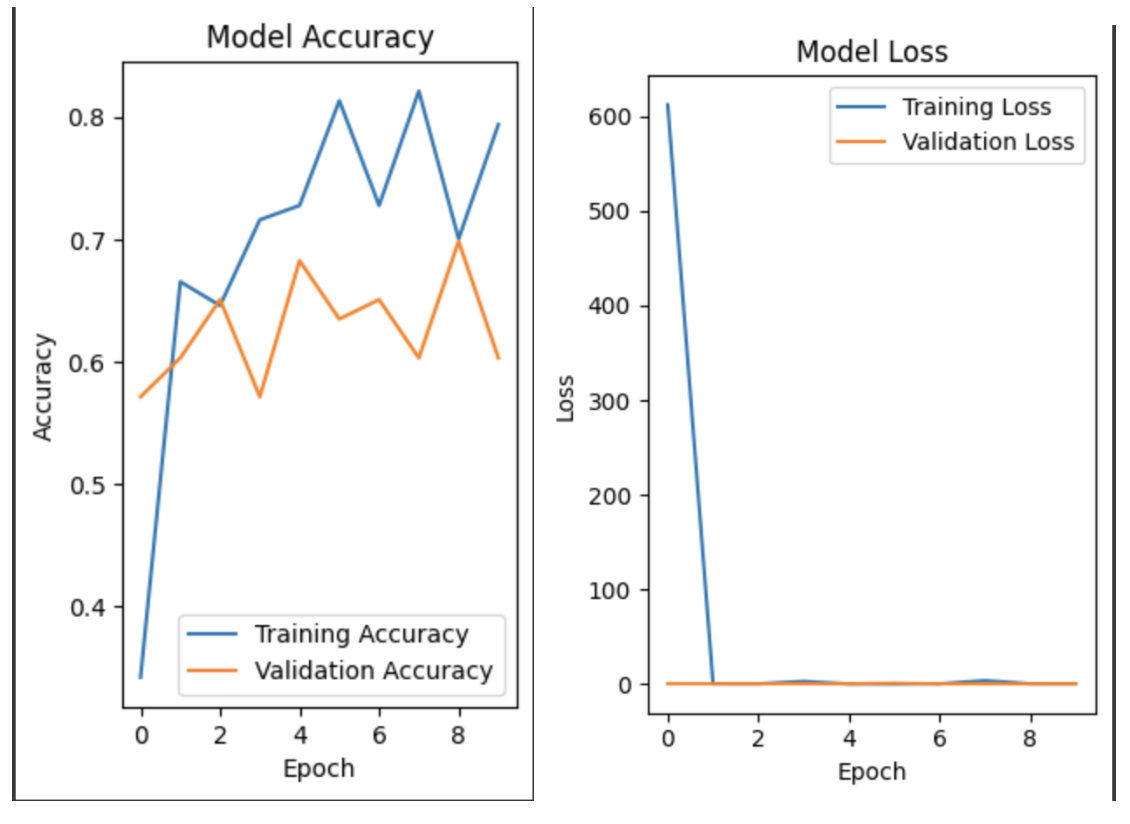 Model Accuracy
0.8
0.7
0.6
0.5
0.4
Accuracy
Training Accuracy
Validation Accuracy
0 2 4 6 8
Epoch
Model Loss
Training Loss
Validation Loss
600
500
400
300
200
100
0
Loss
0 2 4 6 8
Epoch